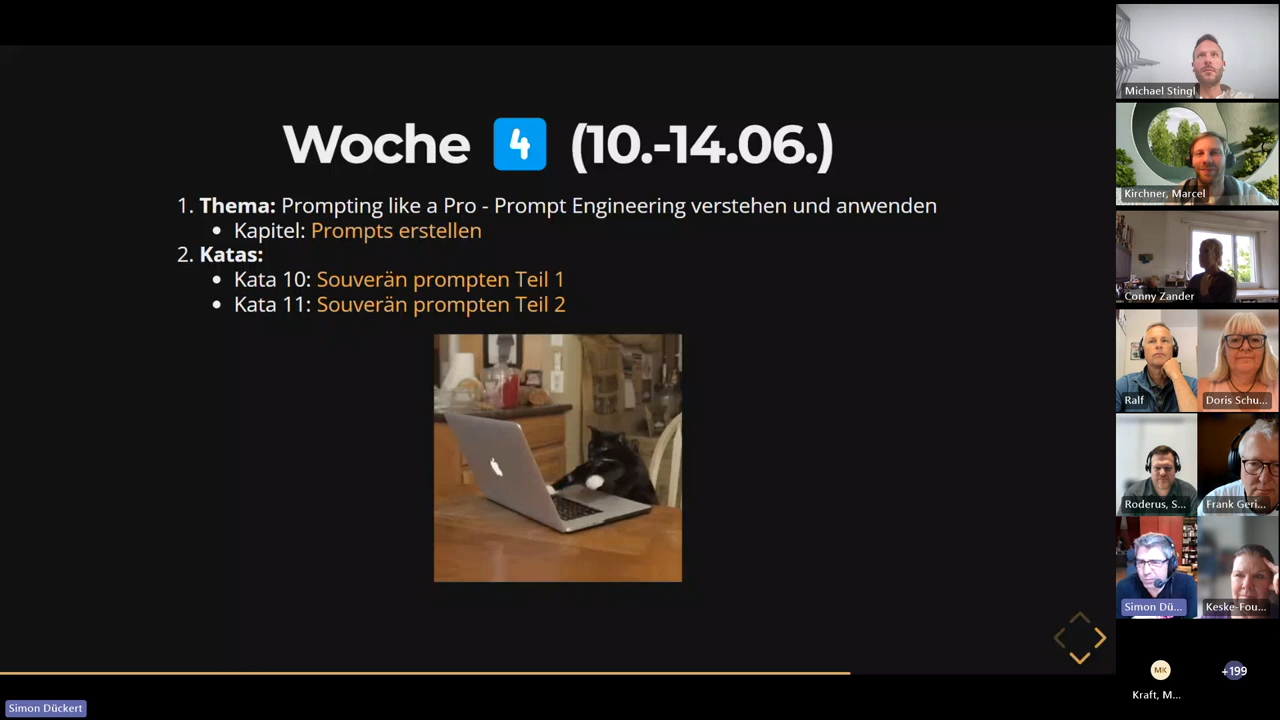 Woche 4 (10.-14.06.)
1. Thema: Prompting like a Pro - Prompt Engineering verstehen und anwenden
• Kapitel: Prompts erstellen
2. Katas:
• Kata 10: Souverän prompten Teil 1
• Kata 11: Souverän prompten Teil 2
Michael Stingl
Kirchner, Marcel
Conny Zander
Ralf
Doris Schu...
Roderus, S...
Frank Geri...
Simon Dü...
Keske-Fou...
MK
+199
Kraft, M...
Simon Dückert